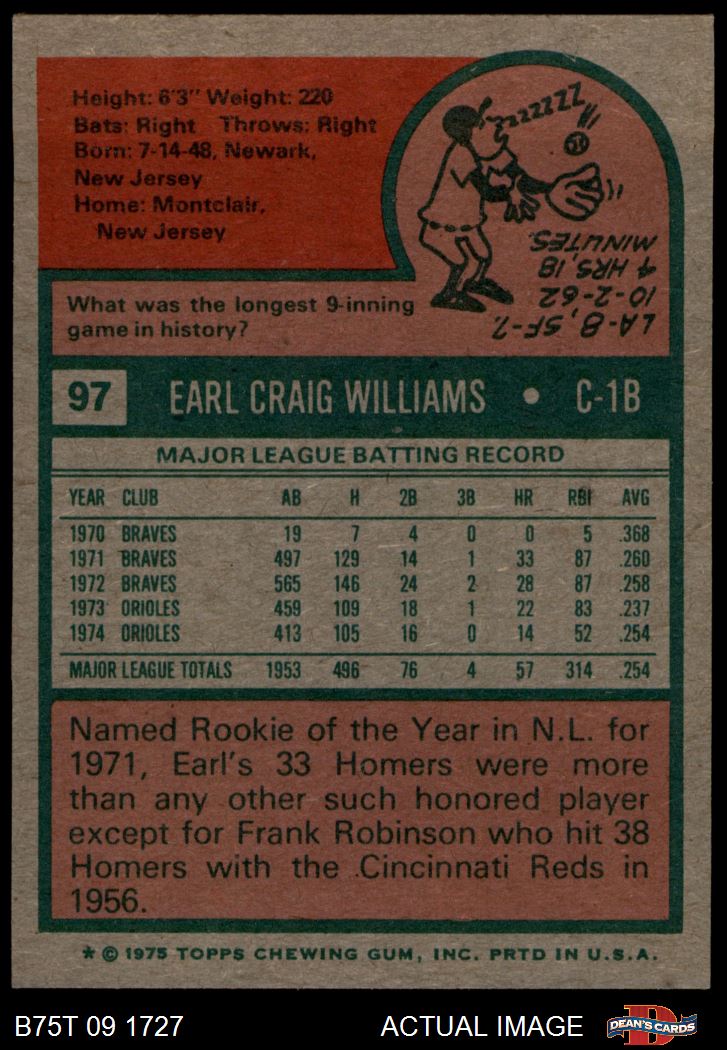 Height: 6'3" Weight: 220
Bats: Right Throws: Right
Born: 7-14-48, Newark,
New Jersey
Home: Montclair,
New Jersey
ZZZZZZZ
What was the longest 9-inning
game in history?
LA-8, SF-7.
10-2-62
4 HRS, 18
MINUTES.
97 EARL CRAIG WILLIAMS • C-1B
MAJOR LEAGUE BATTING RECORD
YEAR CLUB AB H 2B 3B HR RBI AVG
1970 BRAVES 19 7 4 0 0 5 .368
1971 BRAVES 497 129 14 1 33 87 .260
1972 BRAVES 565 146 24 2 28 87 .258
1973 ORIOLES 459 109 18 1 22 83 .237
1974 ORIOLES 413 105 16 0 14 52 .254
MAJOR LEAGUE TOTALS 1953 496 76 4 57 314 .254
Named Rookie of the Year in N.L. for
1971, Earl's 33 Homers were more
than any other such honored player
except for Frank Robinson who hit 38
Homers with the Cincinnati Reds in
1956.
* © 1975 TOPPS CHEWING GUM, INC. PRTD IN U.S.A.
B75T 09 1727 ACTUAL IMAGE
D
DEAN'S CARDS